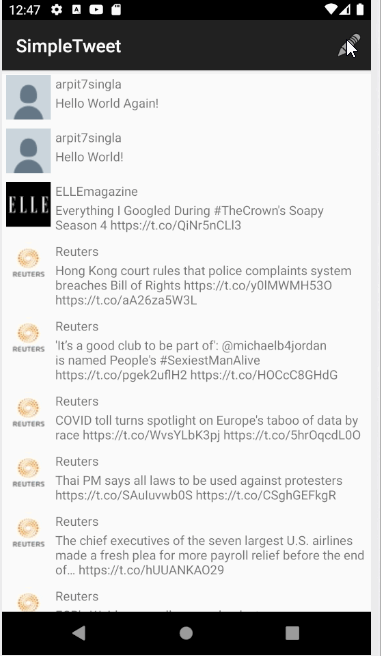 12:47
SimpleTweet
arpit7singla
Hello World Again!
arpit7singla
Hello World!
ELLE
ELLEmagazine
Everything I Googled During #TheCrown's Soapy
Season 4 https://t.co/QiNr5nCLl3
Reuters
REUTERS
Hong Kong court rules that police complaints system
breaches Bill of Rights https://t.co/y0lMWMH53O
https://t.co/aA26za5W3L
Reuters
REUTERS
'It's a good club to be part of': @michaelb4jordan
is named People's #SexiestManAlive
https://t.co/pgek2uflH2 https://t.co/HOCcC8GHdG
Reuters
REUTERS
COVID toll turns spotlight on Europe's taboo of data by
race https://t.co/WvsYLbK3pj https://t.co/5hrOqcdL0O
Reuters
REUTERS
Thai PM says all laws to be used against protesters
https://t.co/SAuluvwb0S https://t.co/CSghGEFkgR
Reuters
REUTERS
The chief executives of the seven largest U.S. airlines
made a fresh plea for more payroll relief before the end
of… https://t.co/hUUANKAO29
Reuters